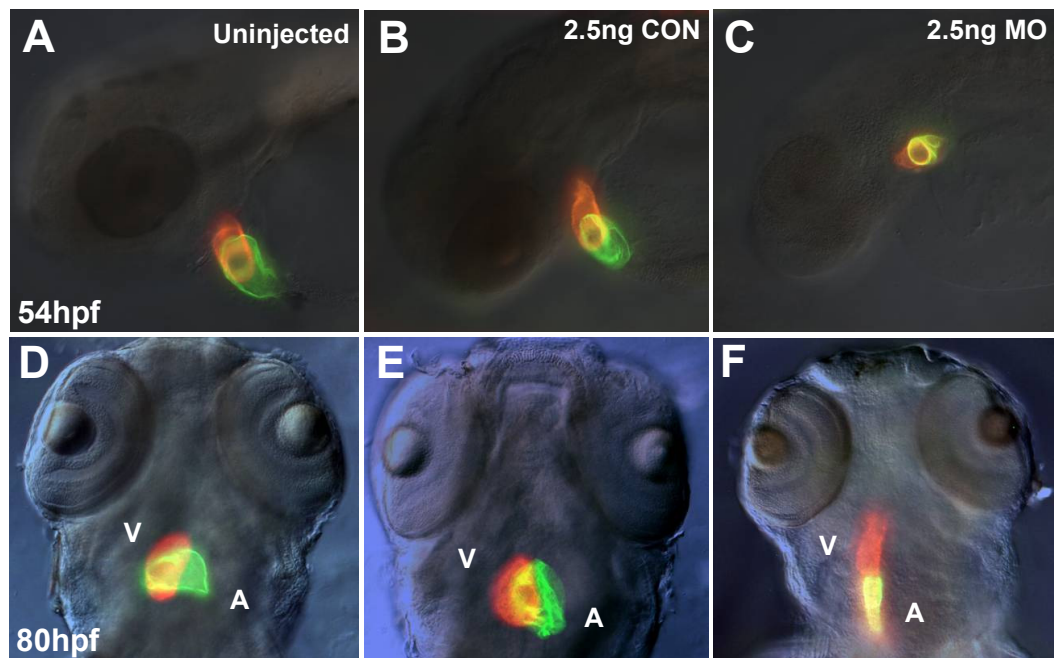 A Uninjected
B 2.5ng CON
C 2.5ng MO
54hpf
D
V
A
80hpf
E
V
A
F
V
A